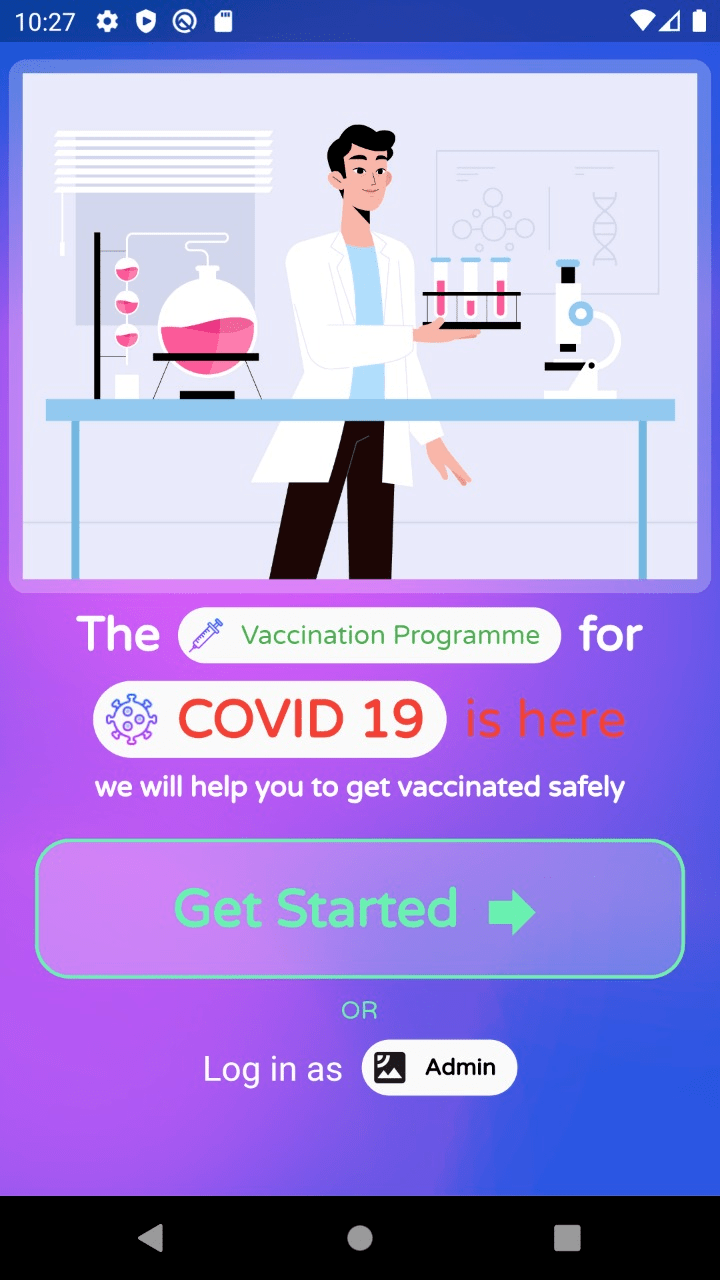 10:27
The Vaccination Programme for
COVID 19 is here
we will help you to get vaccinated safely
Get Started
OR
Log in as Admin